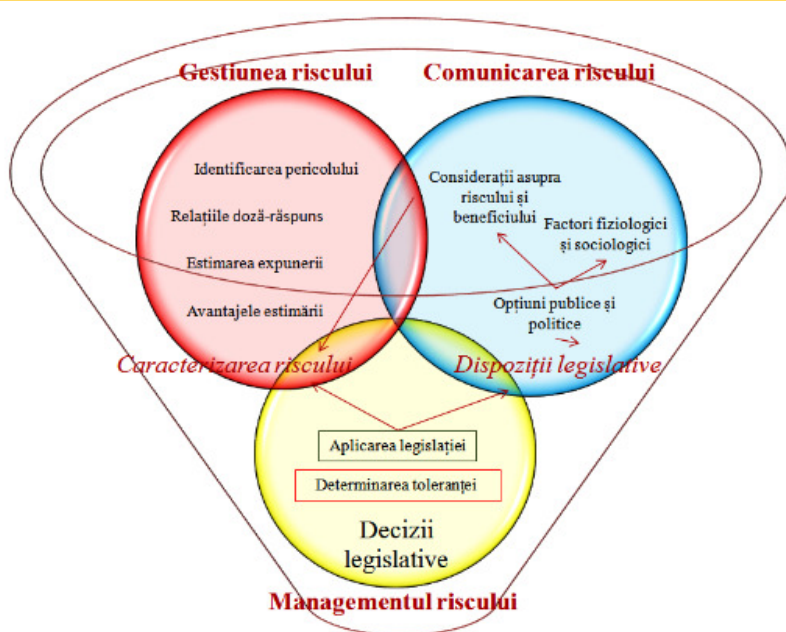 Gestiunea riscului
Comunicarea riscului
Identificarea pericolului
Relațiile doză-răspuns
Estimarea expunerii
Avantajele estimării
Considerații asupra
riscului și
beneficiului
Factori fiziologici
și sociologici
Opțiuni publice și
politice
Caracterizarea riscului
Dispoziții legislative
Aplicarea legislației
Determinarea toleranței
Decizii
legislative
Managementul riscului